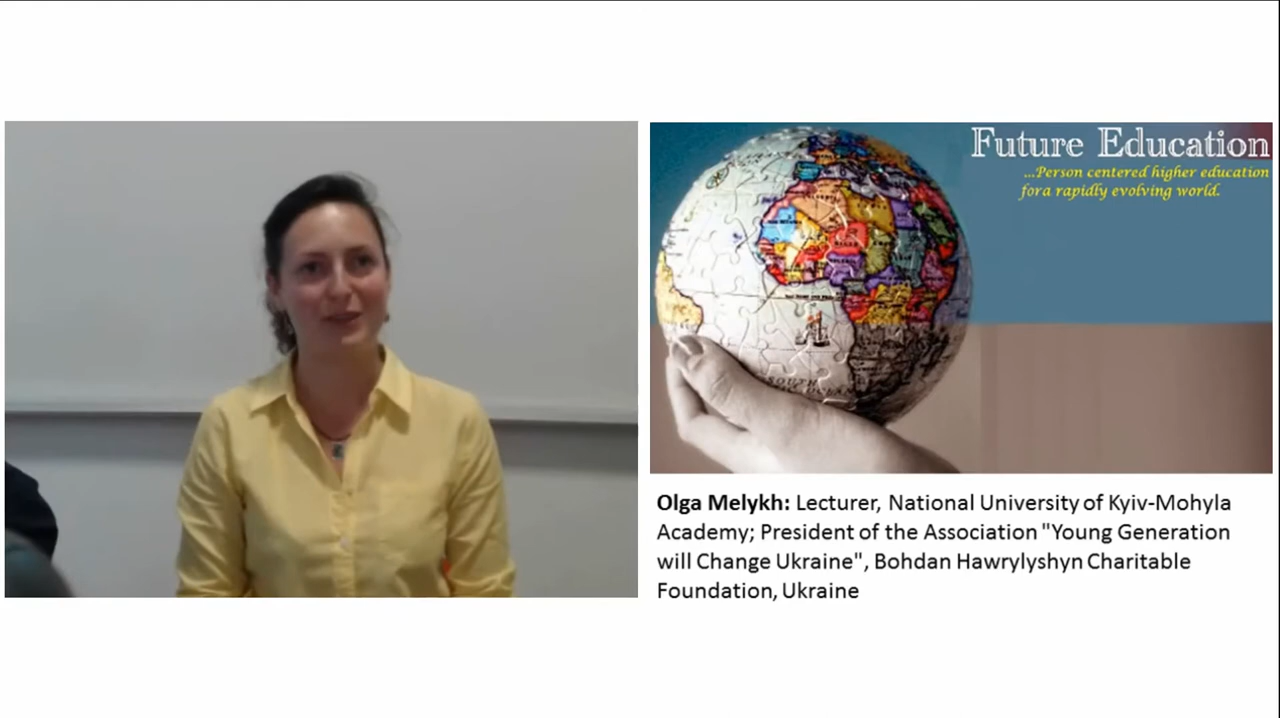 Future Education
...Person centered higher education
fora rapidly evolving world.
Olga Melykh: Lecturer, National University of Kyiv-Mohyla
Academy; President of the Association "Young Generation
will Change Ukraine", Bohdan Hawrylyshyn Charitable
Foundation, Ukraine